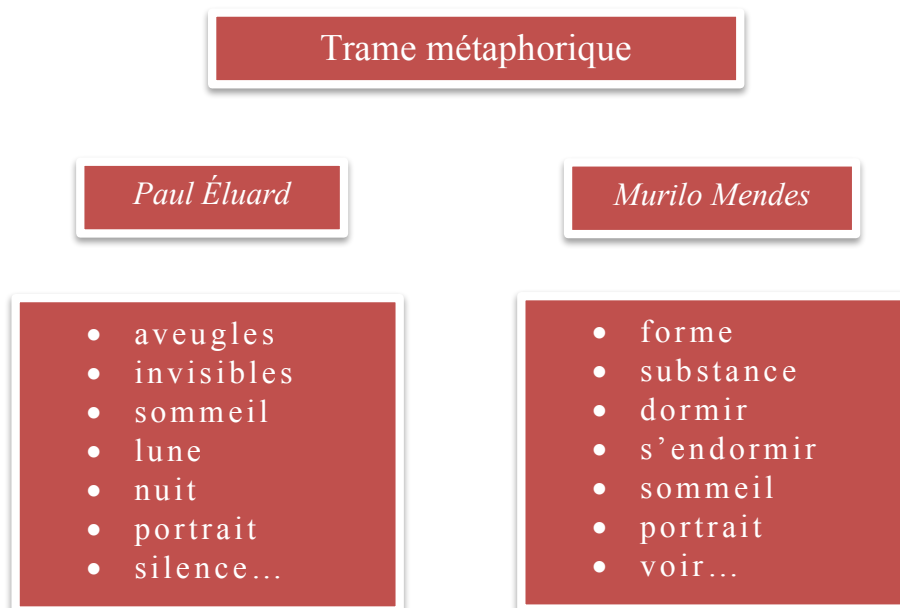 Trame métaphorique
Paul Éluard
Murilo Mendes
• aveugles
• invisibles
• sommeil
• lune
• nuit
• portrait
• silence…
• forme
• substance
• dormir
• s’endormir
• sommeil
• portrait
• voir…